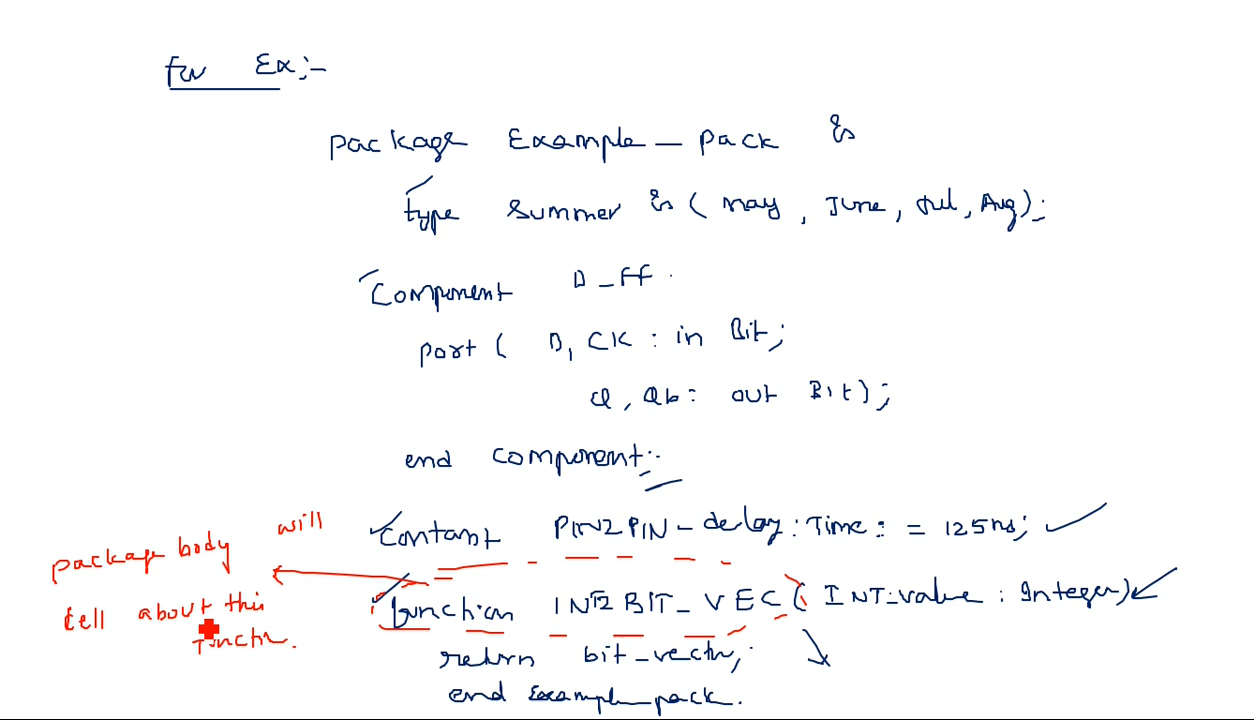 for Ex:-
package Example_pack is
type summer is ( may, June, Jul, Aug);
Component D_ff
port ( D, CK : in Bit;
Q, Qb: out Bit);
end component;
Contant PIN2PIN_delay: Time: = 125ns;
function INT2BIT_VEC ( INT_value : Integer)
return bit_vectr;
end Example_pack.
package body will
tell about this
functn.